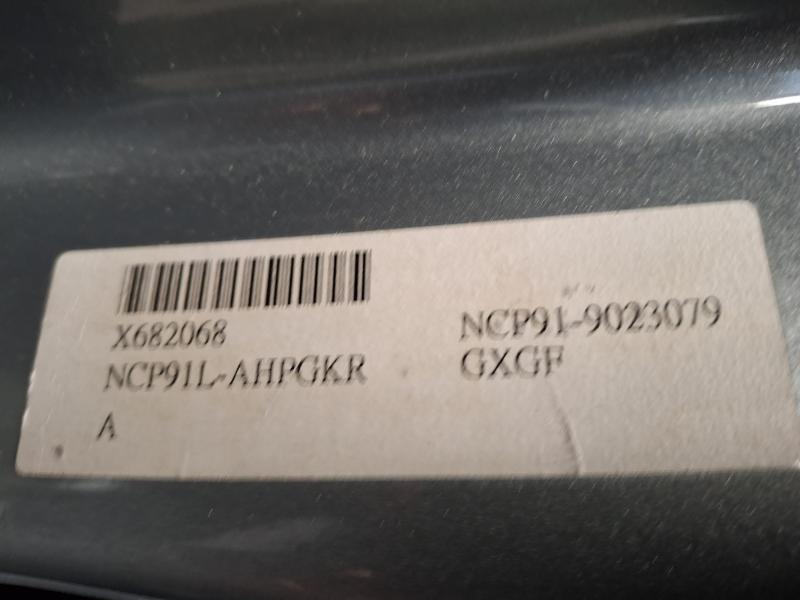 X682068
NCP91-9023079
NCP91L-AHPGKR
GXGF
A